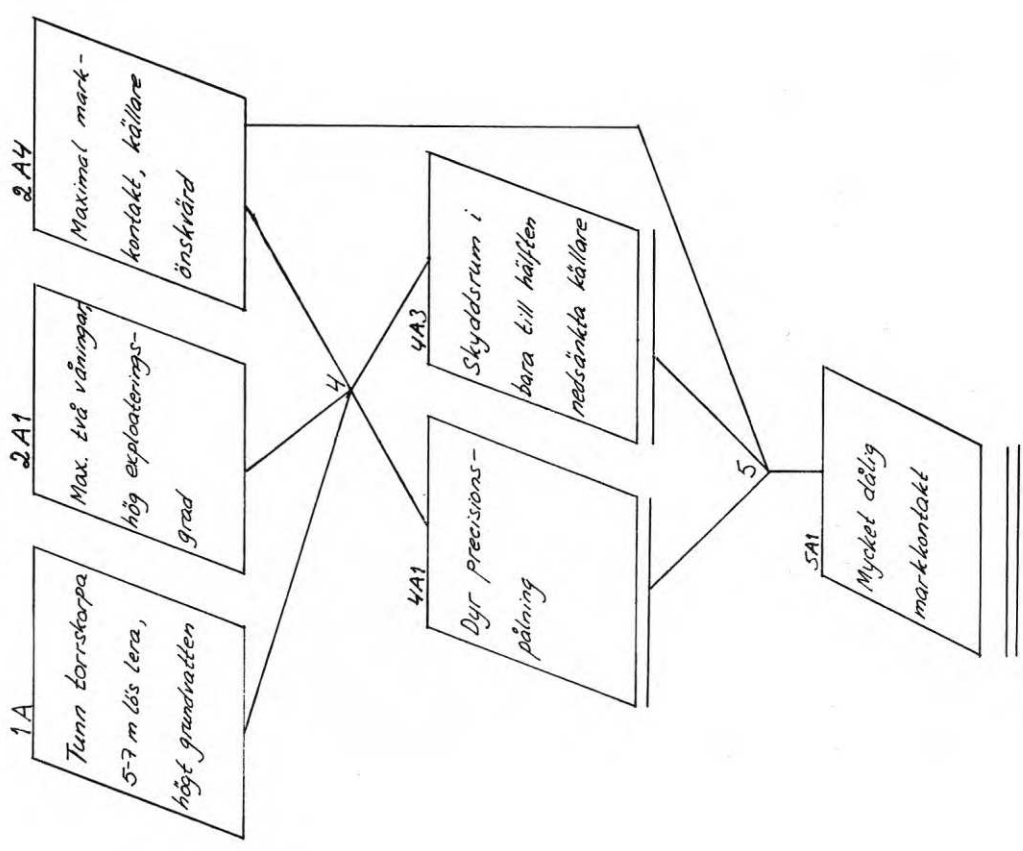 1A
Tunn torrskorpa
5-7 m lös lera,
högt grundvatten
2A1
Max. två våningar,
hög exploaterings-
grad
2A4
Maximal mark-
kontakt, källare
önskvärd
4
4A1
Dyr precisions-
pålning
4A3
Skyddsrum i
bara till hälften
nedsänkta källare
5
5A1
Mycket dålig
markkontakt